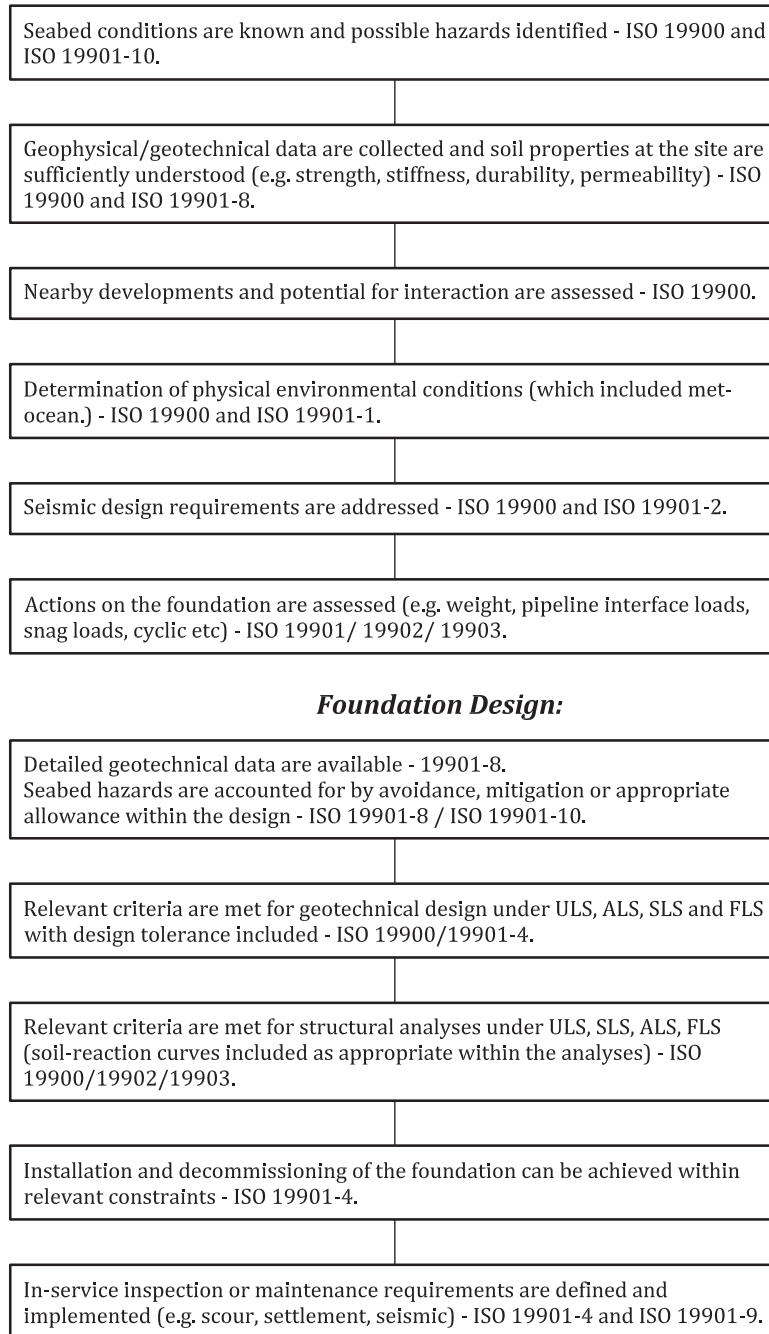 Seabed conditions are known and possible hazards identified - ISO 19900 and
ISO 19901-10.
Geophysical/geotechnical data are collected and soil properties at the site are
sufficiently understood (e.g. strength, stiffness, durability, permeability) - ISO
19900 and ISO 19901-8.
Nearby developments and potential for interaction are assessed - ISO 19900.
Determination of physical environmental conditions (which included met-
ocean.) - ISO 19900 and ISO 19901-1.
Seismic design requirements are addressed - ISO 19900 and ISO 19901-2.
Actions on the foundation are assessed (e.g. weight, pipeline interface loads,
snag loads, cyclic etc) - ISO 19901/ 19902/ 19903.
Foundation Design:
Detailed geotechnical data are available - 19901-8.
Seabed hazards are accounted for by avoidance, mitigation or appropriate
allowance within the design - ISO 19901-8 / ISO 19901-10.
Relevant criteria are met for geotechnical design under ULS, ALS, SLS and FLS
with design tolerance included - ISO 19900/19901-4.
Relevant criteria are met for structural analyses under ULS, SLS, ALS, FLS
(soil-reaction curves included as appropriate within the analyses) - ISO
19900/19902/19903.
Installation and decommissioning of the foundation can be achieved within
relevant constraints - ISO 19901-4.
In-service inspection or maintenance requirements are defined and
implemented (e.g. scour, settlement, seismic) - ISO 19901-4 and ISO 19901-9.